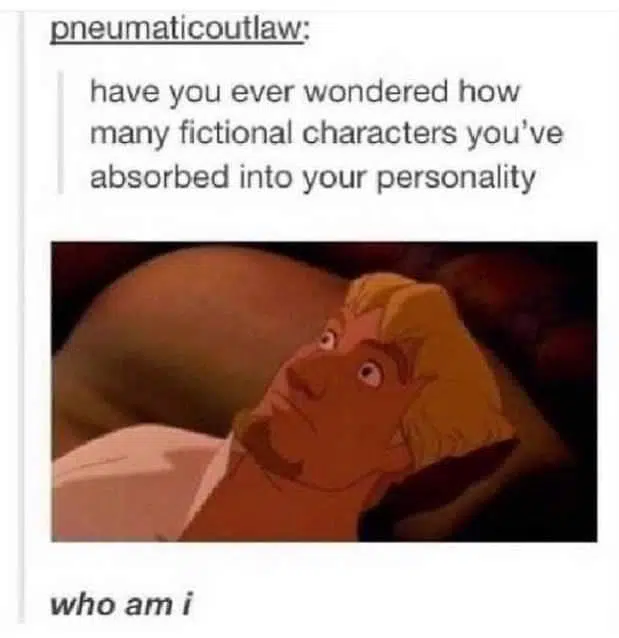 pneumaticoutlaw:
have you ever wondered how
many fictional characters you've
absorbed into your personality
who am i